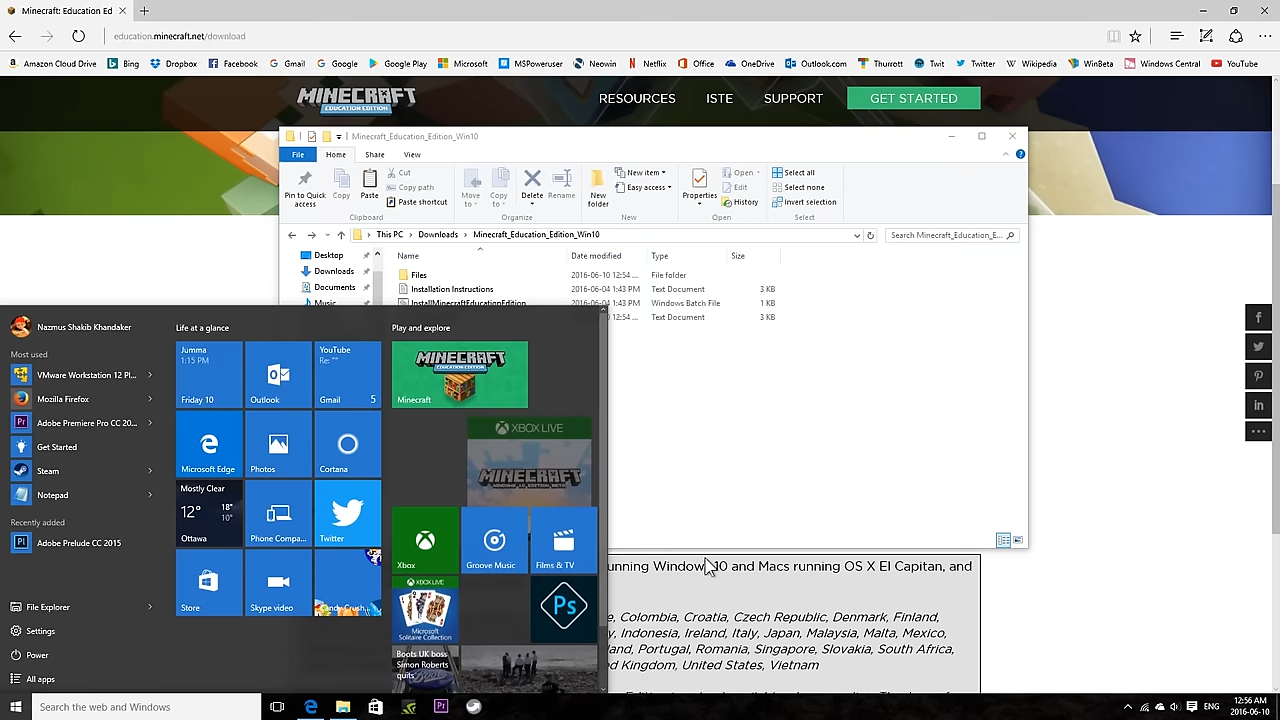 Minecraft: Education Ed
education.minecraft.net/download
Amazon Cloud Drive
Bing
Dropbox
Facebook
Gmail
Google
Google Play
Microsoft
MSPoweruser
Neowin
Netflix
Office
OneDrive
Outlook.com
Thurrott
Twit
Twitter
Wikipedia
WinBeta
Windows Central
YouTube
MINECRAFT
EDUCATION EDITION
RESOURCES
ISTE
SUPPORT
GET STARTED
Minecraft_Education_Edition_Win10
File
Home
Share
View
Pin to Quick
access
Copy
Paste
Cut
Copy path
Paste shortcut
Clipboard
Move
to
Copy
to
Delete
Rename
Organize
New
folder
New item
Easy access
New
Properties
Open
Edit
History
Open
Select all
Select none
Invert selection
Select
This PC
Downloads
Minecraft_Education_Edition_Win10
Search Minecraft_Education_E...
Desktop
Downloads
Documents
Music
Name
Date modified
Type
Size
Files
2016-06-10 12:54 ...
File folder
Installation Instructions
2016-06-04 1:43 PM
Text Document
3 KB
InstallMinecraftEducationEdition
2016-06-04 1:43 PM
Windows Batch File
1 KB
12:54 ...
Text Document
3 KB
Nazmus Shakib Khandaker
Most used
VMware Workstation 12 Pl...
Mozilla Firefox
Adobe Premiere Pro CC 20...
Get Started
Steam
Notepad
Recently added
Adobe Prelude CC 2015
File Explorer
Settings
Power
All apps
Life at a glance
Jumma
1:15 PM
Friday 10
Outlook
YouTube
Re: ""
Gmail 5
Microsoft Edge
Photos
Cortana
Mostly Clear
12° 18°
10°
Ottawa
Phone Compa...
Twitter
Store
Skype video
Candy Crush...
Play and explore
MINECRAFT
EDUCATION EDITION
Minecraft
XBOX LIVE
MINECRAFT
WINDOWS 10 EDITION BETA
Xbox
Groove Music
Films & TV
XBOX LIVE
Microsoft
Solitaire Collection
Ps
Boots UK boss
Simon Roberts
quits
unning Window 10 and Macs running OS X El Capitan, and
e, Colombia, Croatia, Czech Republic, Denmark, Finland,
y, Indonesia, Ireland, Italy, Japan, Malaysia, Malta, Mexico,
land, Portugal, Romania, Singapore, Slovakia, South Africa,
d Kingdom, United States, Vietnam
Search the web and Windows
Pr
ENG
12:56 AM
2016-06-10